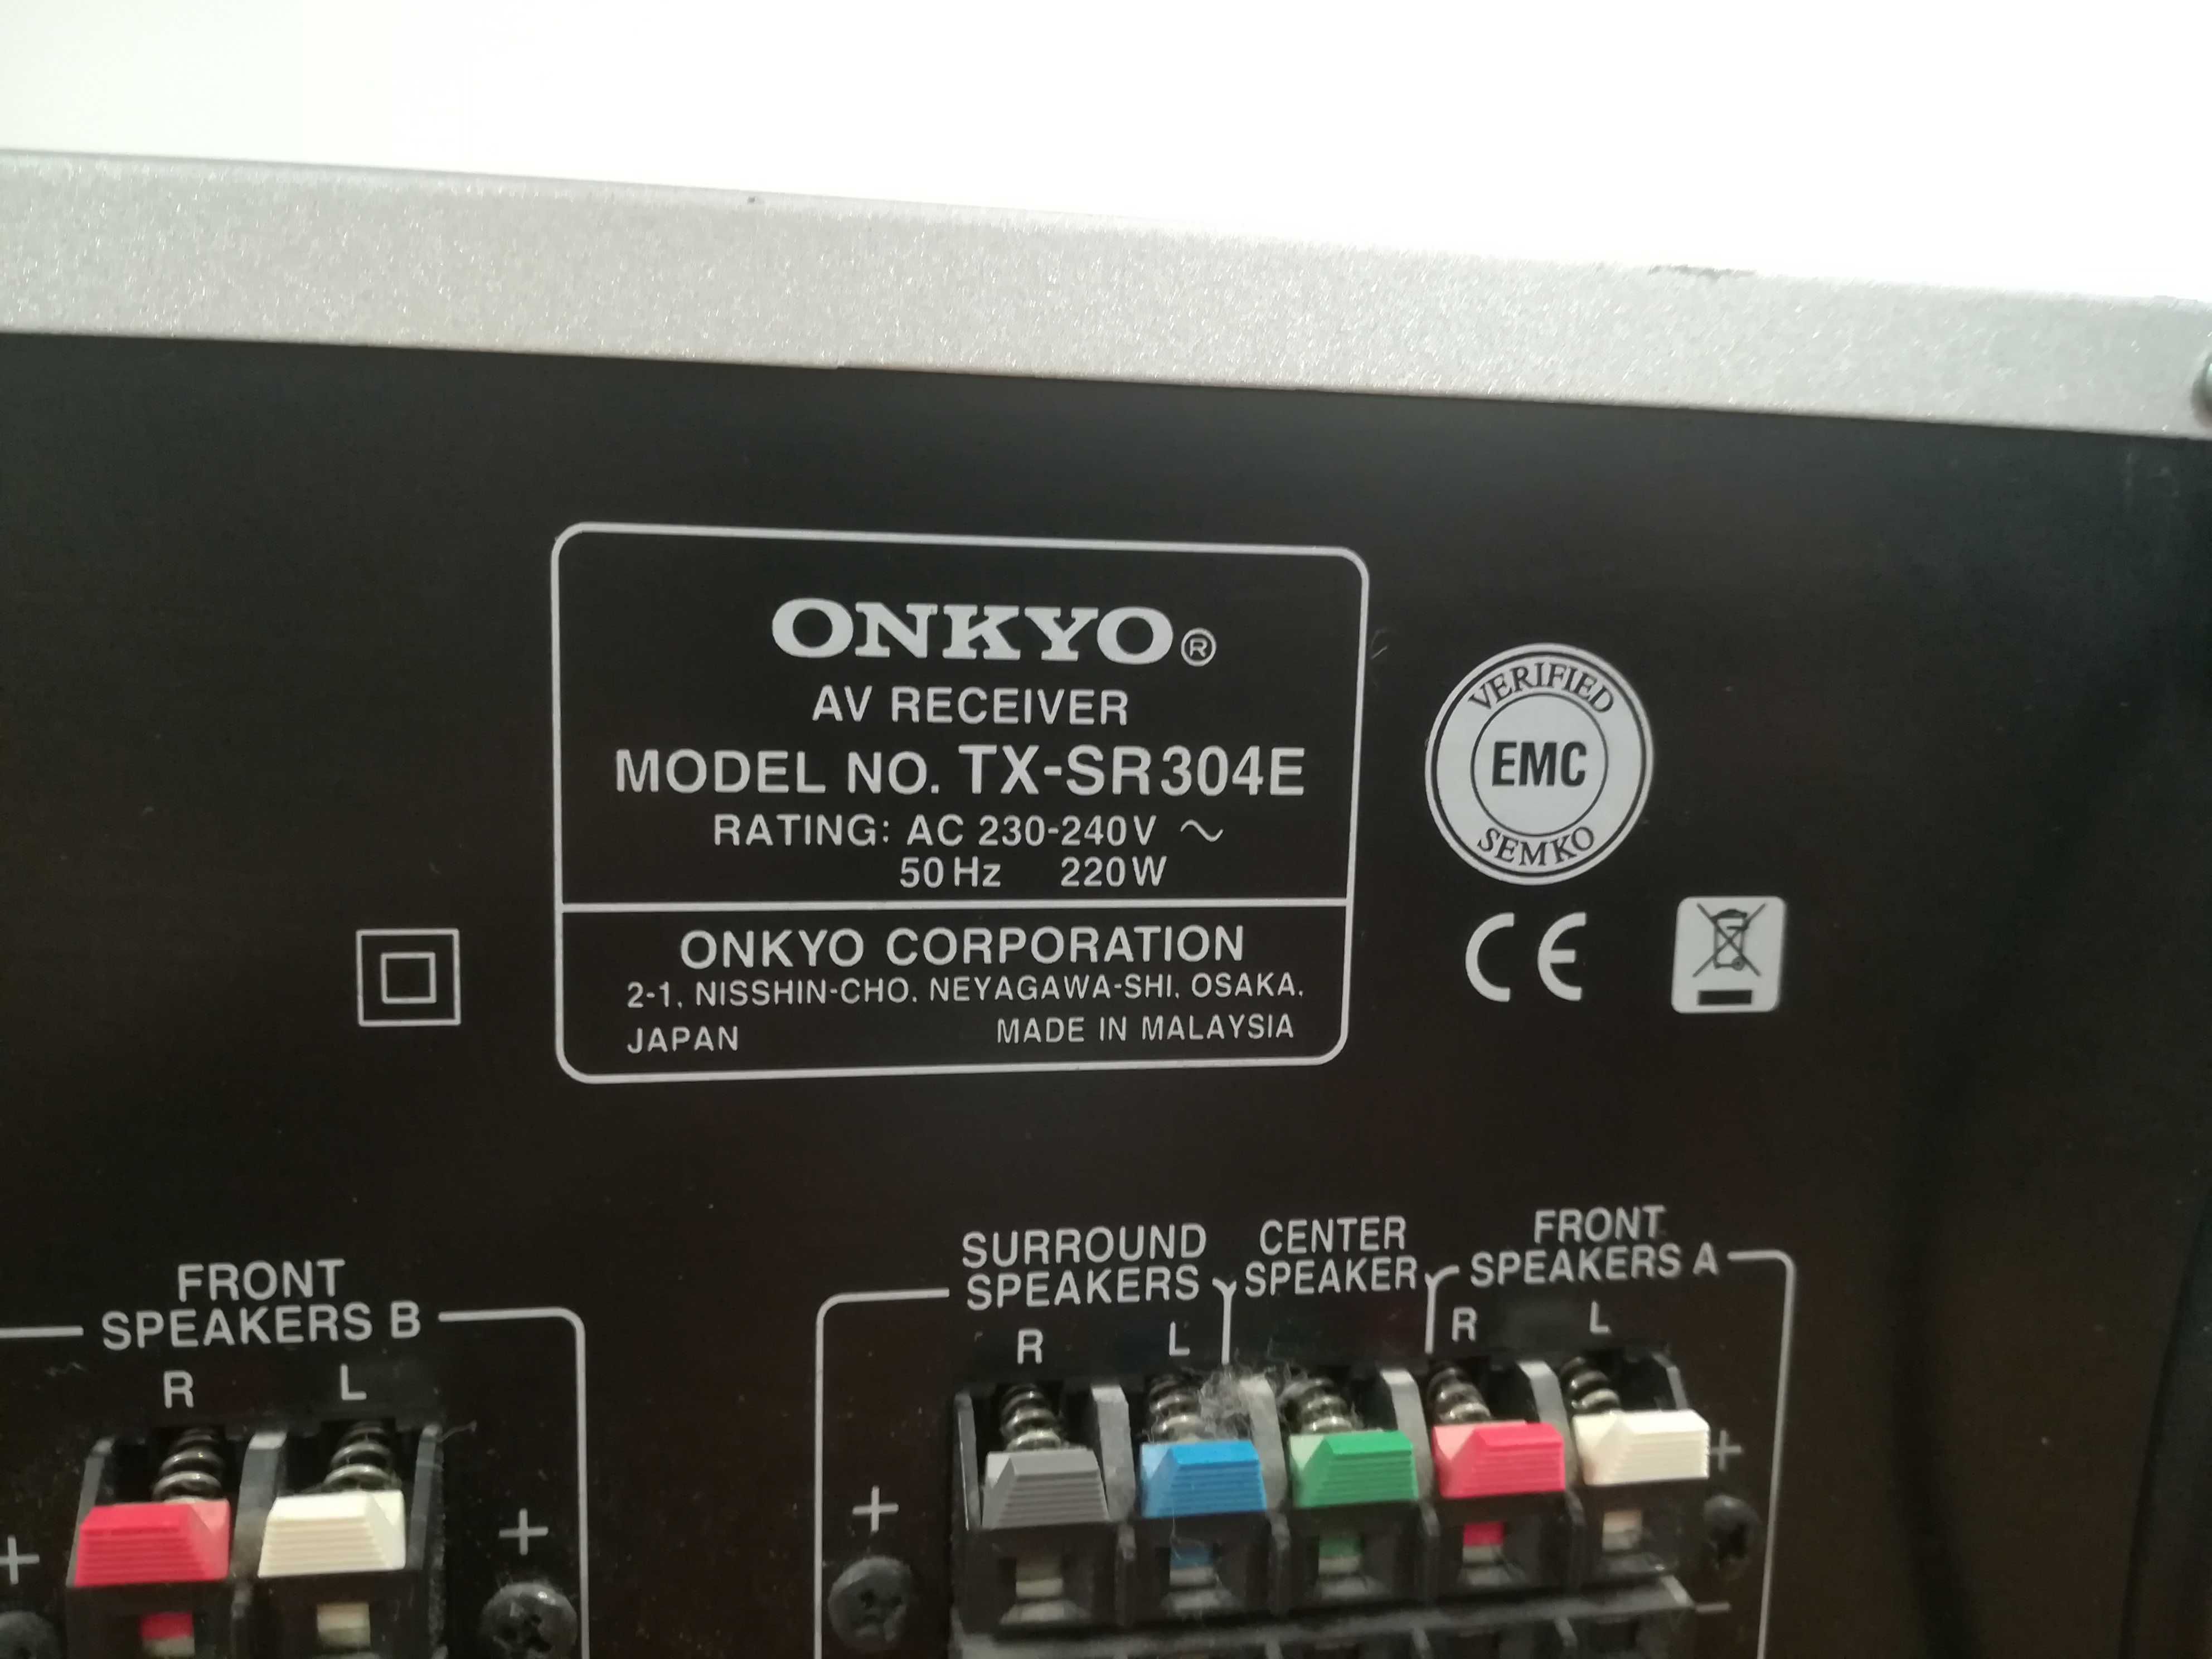 ONKYO®
AV RECEIVER
MODEL NO. TX-SR304E
RATING: AC 230-240V ~
50Hz 220W
ONKYO CORPORATION
2-1, NISSHIN-CHO, NEYAGAWA-SHI, OSAKA,
JAPAN MADE IN MALAYSIA
VERIFIED
EMC
SEMKO
CE
FRONT
SPEAKERS B
R L
+ +
SURROUND
SPEAKERS
R L
CENTER
SPEAKER
FRONT
SPEAKERS A
R L
+ +
-